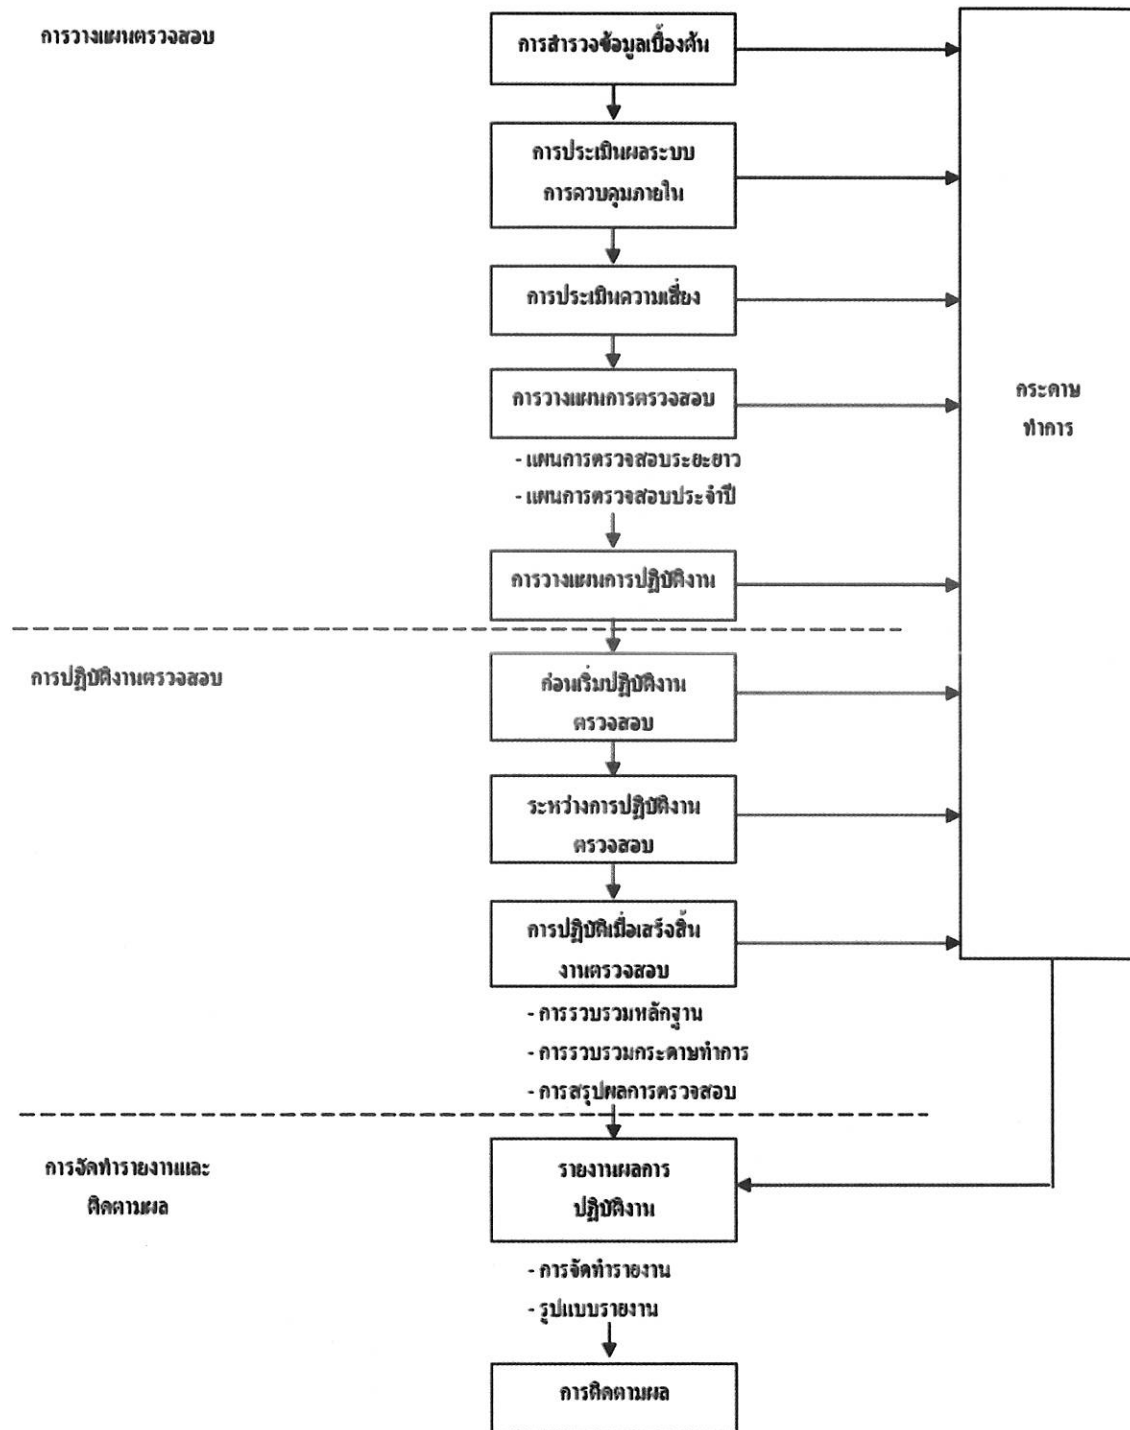 การวางแผนตรวจสอบ
การสำรวจข้อมูลเบื้องต้น
การประเมินผลระบบ
การควบคุมภายใน
การประเมินความเสี่ยง
การวางแผนการตรวจสอบ
- แผนการตรวจสอบระยะยาว
- แผนการตรวจสอบประจำปี
การวางแผนการปฏิบัติงาน
กระดาษ
ทำการ
การปฏิบัติงานตรวจสอบ
ก่อนเริ่มปฏิบัติงาน
ตรวจสอบ
ระหว่างการปฏิบัติงาน
ตรวจสอบ
การปฏิบัติเมื่อเสร็จสิ้น
งานตรวจสอบ
- การรวบรวมหลักฐาน
- การรวบรวมกระดาษทำการ
- การสรุปผลการตรวจสอบ
การจัดทำรายงานและ
ติดตามผล
รายงานผลการ
ปฏิบัติงาน
- การจัดทำรายงาน
- รูปแบบรายงาน
การติดตามผล